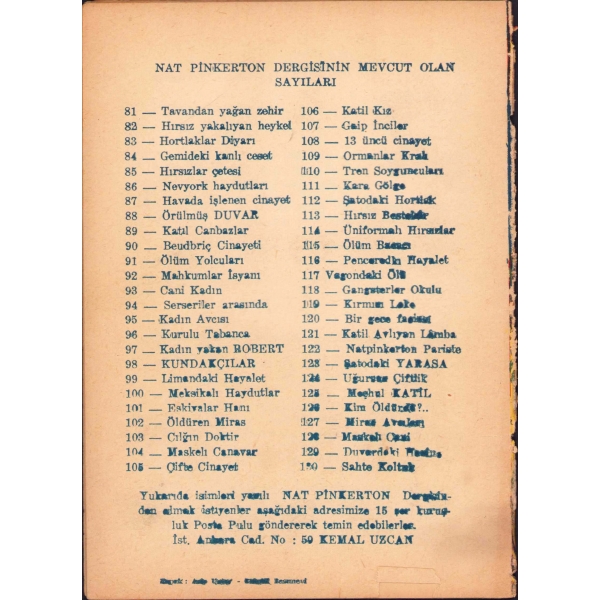 NAT PİNKERTON DERGİSİNİN MEVCUT OLAN
SAYILARI
81 — Tavandan yağan zehir
82 — Hırsız yakalıyan heykel
83 — Hortlaklar Diyarı
84 — Gemideki kanlı ceset
85 — Hırsızlar çetesi
86 — Nevyork haydutları
87 — Havada işlenen cinayet
88 — Örülmüş DUVAR
89 — Katil Canbazlar
90 — Beudbriç Cinayeti
91 — Ölüm Yolcuları
92 — Mahkumlar İsyanı
93 — Cani Kadın
94 — Serseriler arasında
95 — Kadın Avcısı
96 — Kurulu Tabanca
97 — Kadın yakan ROBERT
98 — KUNDAKÇILAR
99 — Limandaki Hayalet
100 — Meksikalı Haydutlar
101 — Eskivalar Hanı
102 — Öldüren Miras
103 — Cılğın Doktir
104 — Maskeli Canavar
105 — Çifte Cinayet
106 — Katil Kız
107 — Gaip İnciler
108 — 13 üncü cinayet
109 — Ormanlar Kralı
110 — Tren Soyguncuları
111 — Kara Gölge
112 — Şatodaki Hortlak
113 — Hırsız Bestekâr
114 — Üniformalı Hırsızlar
115 — Ölüm Bacası
116 — Penceredki Hayalet
117 Vagondaki Ölü
118 — Gangsterler Okulu
119 — Kırmızı Leke
120 — Bir gece faciası
121 — Katil Avlıyan Lâmba
122 — Natpinkerton Pariste
123 — Şatodaki YARASA
124 — Uğursuz Çiftlik
125 — Meçhul KATİL
126 — Kim Öldürdü?..
127 — Miras Avcıları
128 — Maskeli Cani
129 — Duvardaki
130 — Sahte Koltuk
Yukarıda isimleri yazılı NAT PİNKERTON Dergisin-
den almak istiyenler aşağıdaki adresimize 15 şer kuruş-
luk Posta Pulu göndererek temin edebilerler.
İst. Ankara Cad. No : 59 KEMAL UZCAN